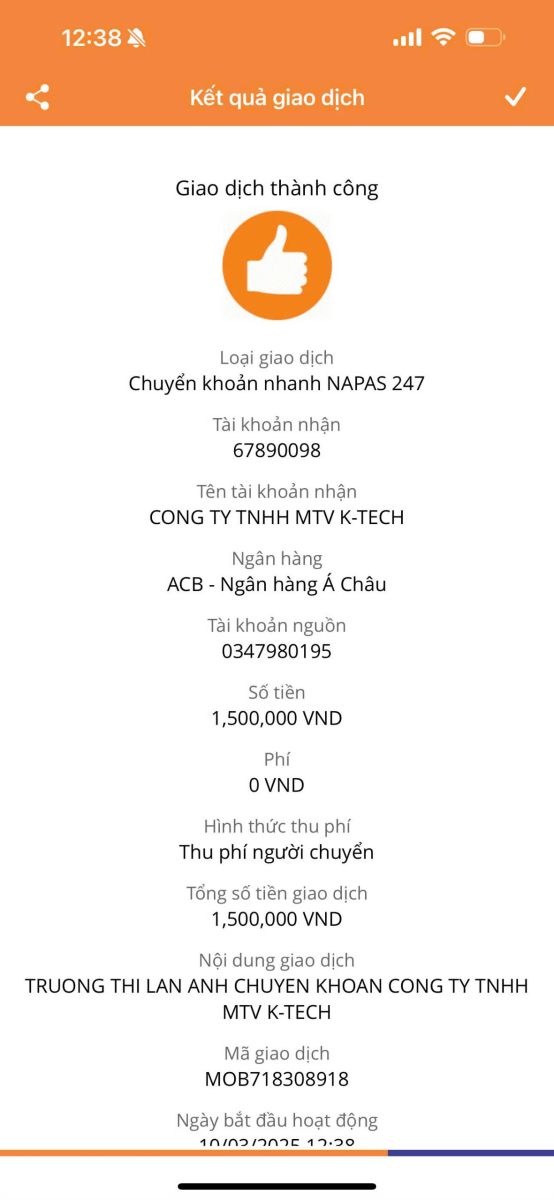 12:38
Kết quả giao dịch
Giao dịch thành công
Loại giao dịch
Chuyển khoản nhanh NAPAS 247
Tài khoản nhận
67890098
Tên tài khoản nhận
CONG TY TNHH MTV K-TECH
Ngân hàng
ACB - Ngân hàng Á Châu
Tài khoản nguồn
0347980195
Số tiền
1,500,000 VND
Phí
0 VND
Hình thức thu phí
Thu phí người chuyển
Tổng số tiền giao dịch
1,500,000 VND
Nội dung giao dịch
TRUONG THI LAN ANH CHUYEN KHOAN CONG TY TNHH
MTV K-TECH
Mã giao dịch
MOB718308918
Ngày bắt đầu hoạt động
10/03/2025 12:38